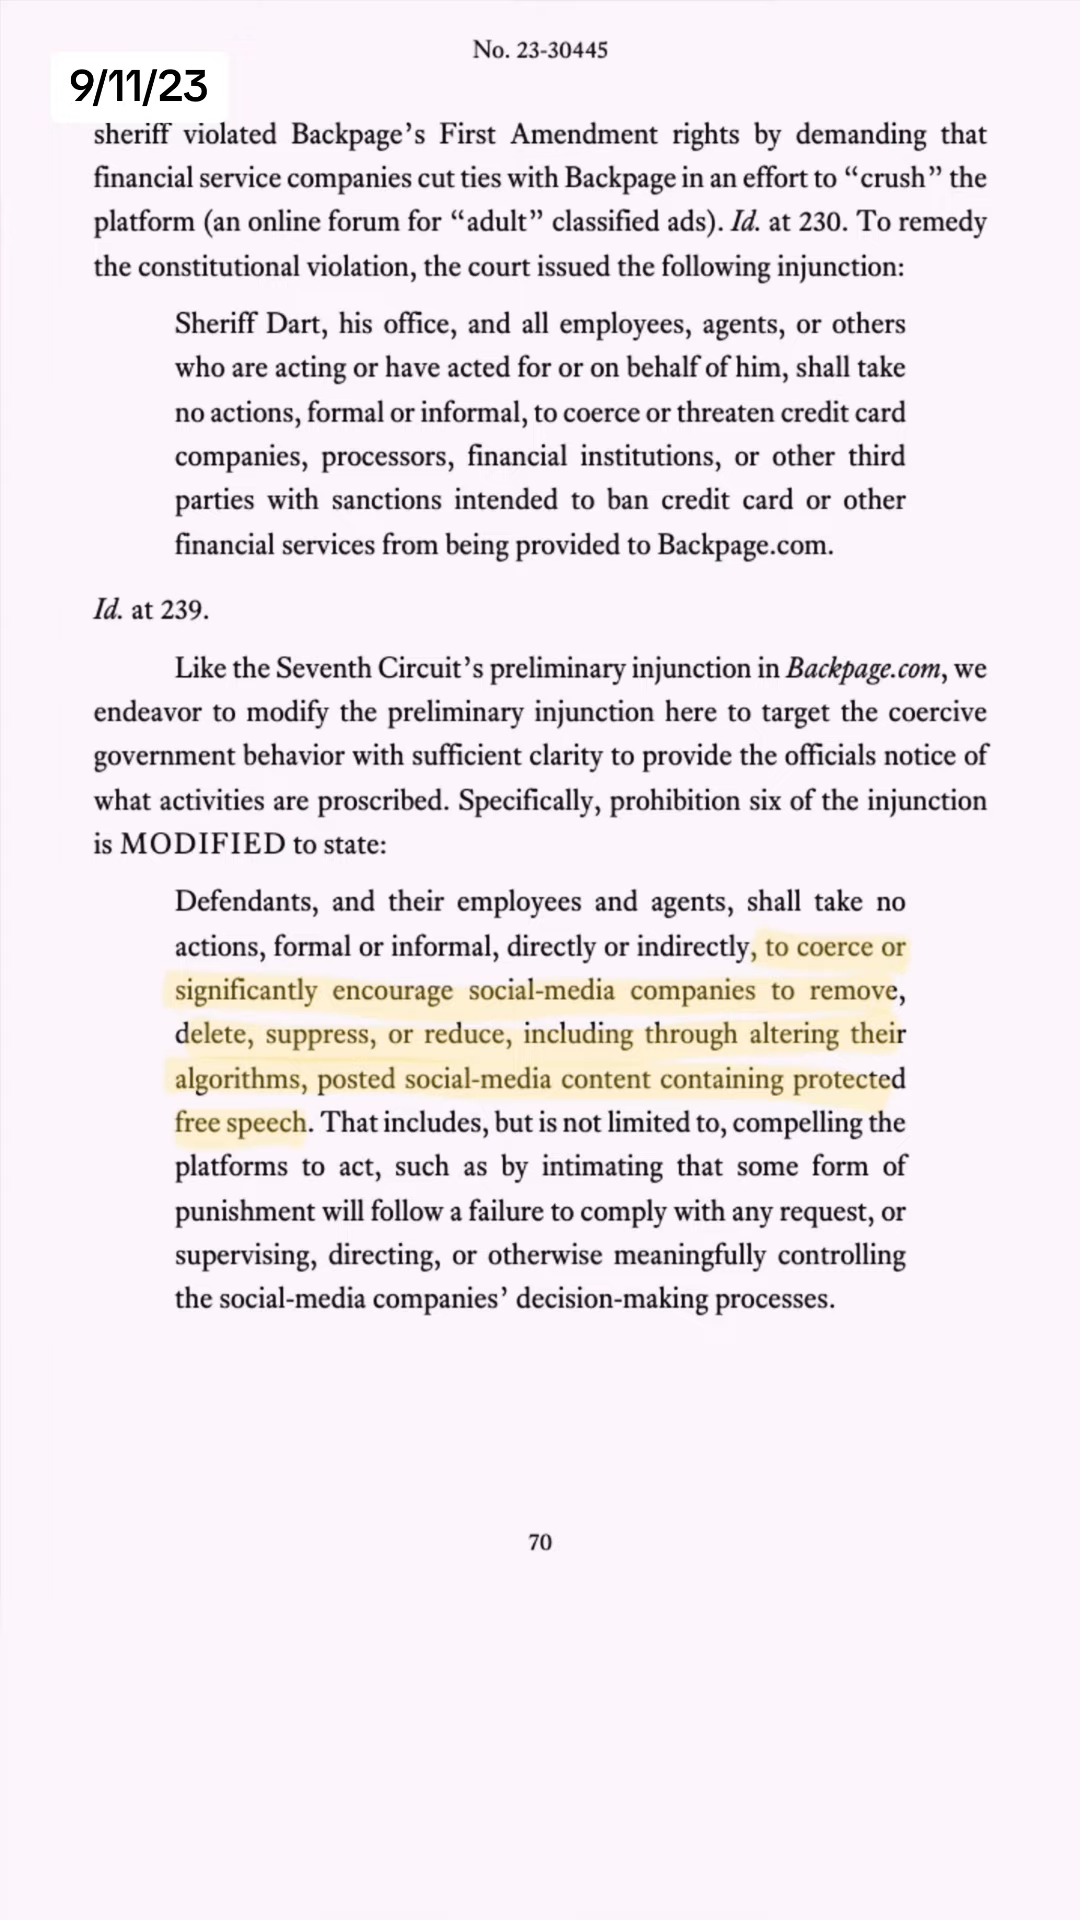 No. 23-30445
9/11/23
sheriff violated Backpage’s First Amendment rights by demanding that
financial service companies cut ties with Backpage in an effort to “crush” the
platform (an online forum for “adult” classified ads). Id. at 230. To remedy
the constitutional violation, the court issued the following injunction:
Sheriff Dart, his office, and all employees, agents, or others
who are acting or have acted for or on behalf of him, shall take
no actions, formal or informal, to coerce or threaten credit card
companies, processors, financial institutions, or other third
parties with sanctions intended to ban credit card or other
financial services from being provided to Backpage.com.
Id. at 239.
Like the Seventh Circuit’s preliminary injunction in Backpage.com, we
endeavor to modify the preliminary injunction here to target the coercive
government behavior with sufficient clarity to provide the officials notice of
what activities are proscribed. Specifically, prohibition six of the injunction
is MODIFIED to state:
Defendants, and their employees and agents, shall take no
actions, formal or informal, directly or indirectly, to coerce or
significantly encourage social-media companies to remove,
delete, suppress, or reduce, including through altering their
algorithms, posted social-media content containing protected
free speech. That includes, but is not limited to, compelling the
platforms to act, such as by intimating that some form of
punishment will follow a failure to comply with any request, or
supervising, directing, or otherwise meaningfully controlling
the social-media companies’ decision-making processes.
70